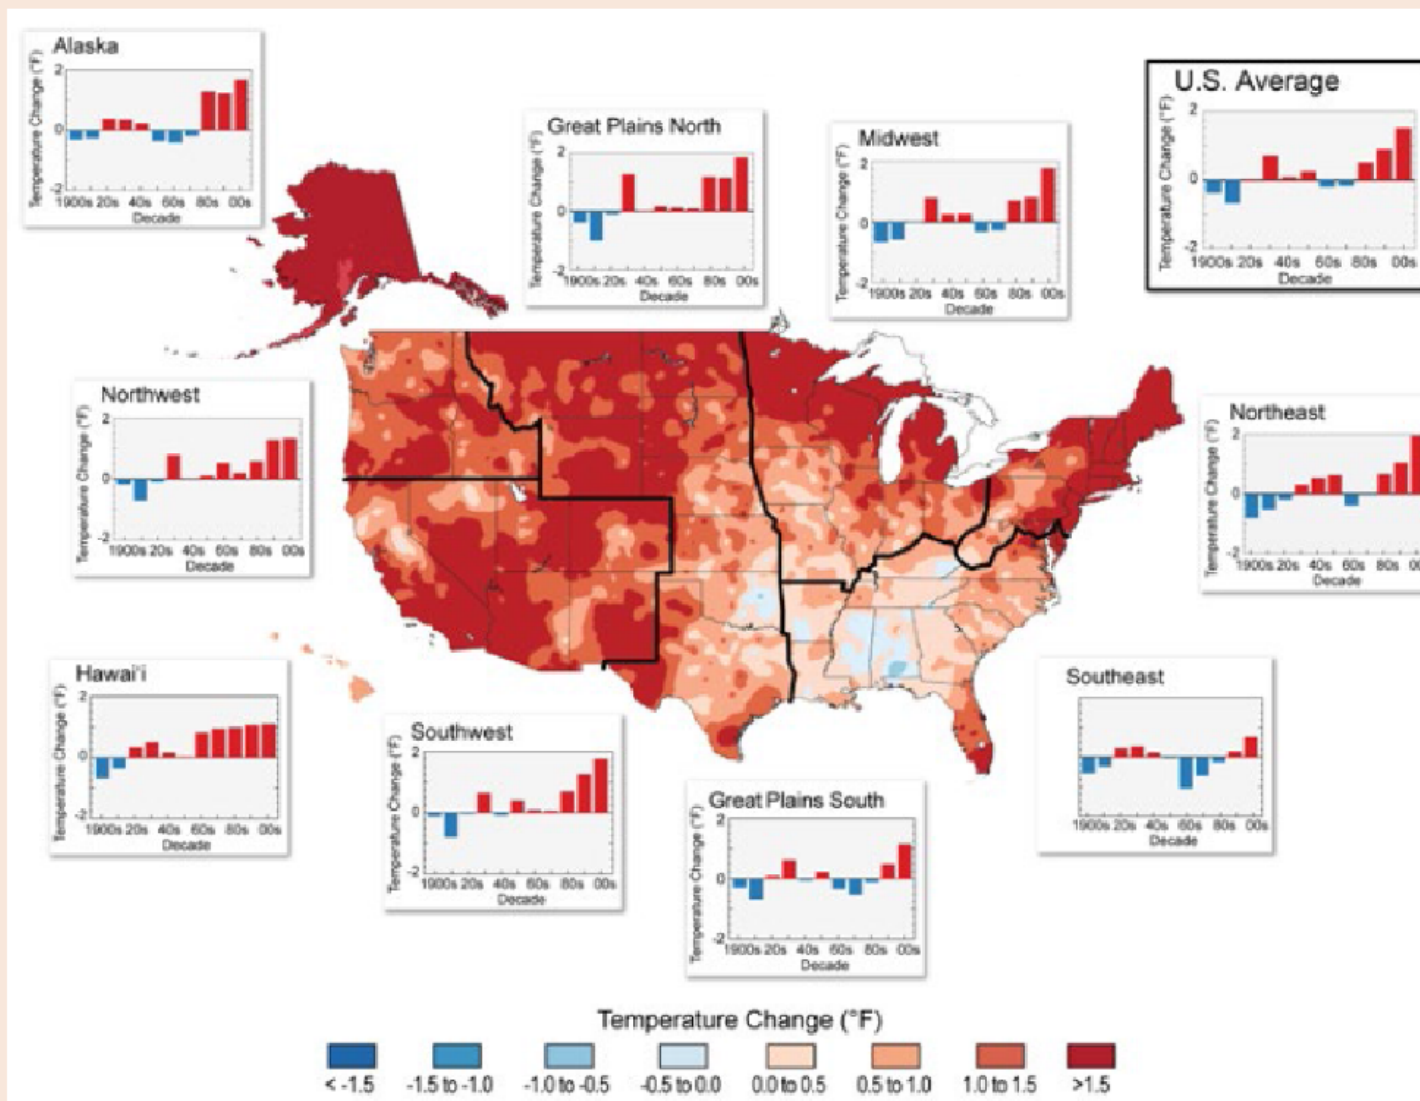 Alaska
Temperature Change (°F)
2
0
-2
1900s 20s 40s 60s 80s 00s
Decade
Great Plains North
Temperature Change (°F)
2
0
-2
1900s 20s 40s 60s 80s 00s
Decade
Midwest
Temperature Change (°F)
2
0
-2
1900s 20s 40s 60s 80s 00s
Decade
U.S. Average
Temperature Change (°F)
2
0
-2
1900s 20s 40s 60s 80s 00s
Decade
Northwest
Temperature Change (°F)
2
0
-2
1900s 20s 40s 60s 80s 00s
Decade
Northeast
Temperature Change (°F)
2
0
-2
1900s 20s 40s 60s 80s 00
Decade
Hawai'i
Temperature Change (°F)
2
0
-2
1900s 20s 40s 60s 80s 00s
Decade
Southwest
Temperature Change (°F)
2
0
-2
1900s 20s 40s 60s 80s 00s
Decade
Southeast
1900s 20s 40s 60s 80s 00s
Decade
Great Plains South
Temperature Change (°F)
2
0
-2
1900s 20s 40s 60s 80s 00s
Decade
Temperature Change (°F)
< -1.5 -1.5 to -1.0 -1.0 to -0.5 -0.5 to 0.0 0.0 to 0.5 0.5 to 1.0 1.0 to 1.5 >1.5